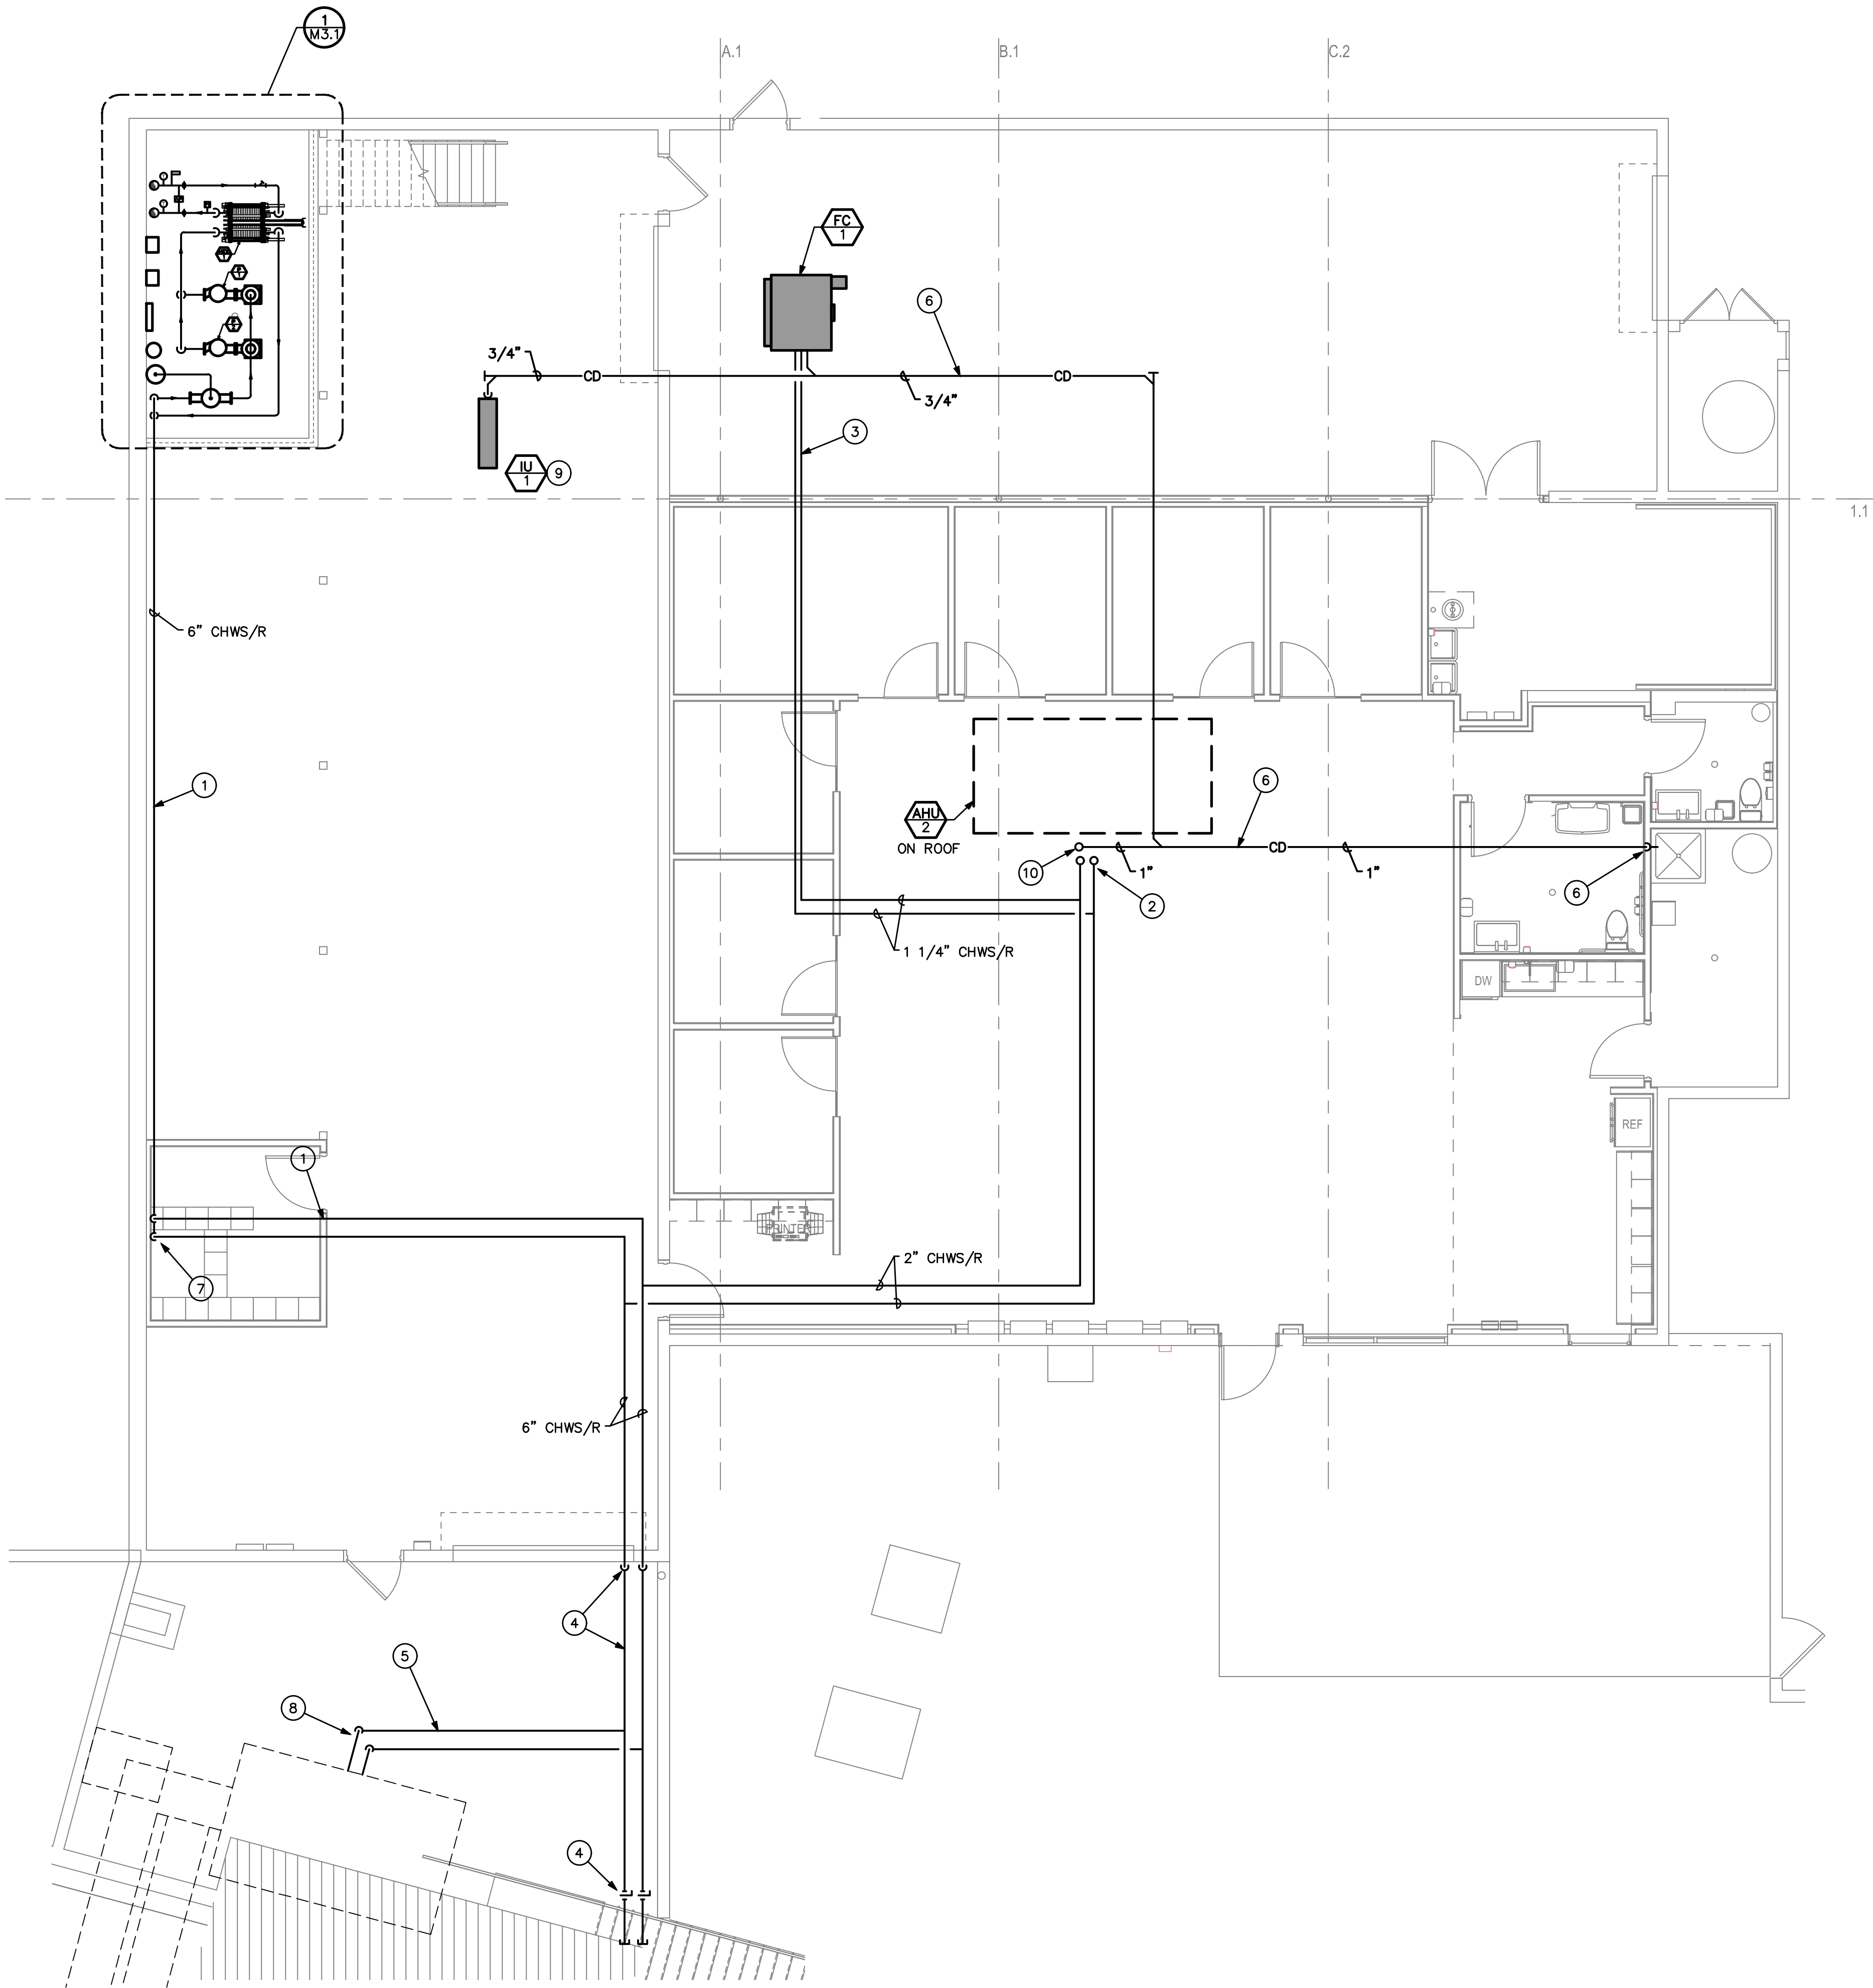 1
M3.1
A.1
B.1
C.2
FC
1
6
3/4"
CD
CD
3/4"
3
IU
1
9
1.1
6" CHWS/R
1
6
AHU
2
ON ROOF
CD
10
1"
1"
2
6
1 1/4" CHWS/R
DW
REF
1
PRINTER
2" CHWS/R
7
6" CHWS/R
4
5
8
4